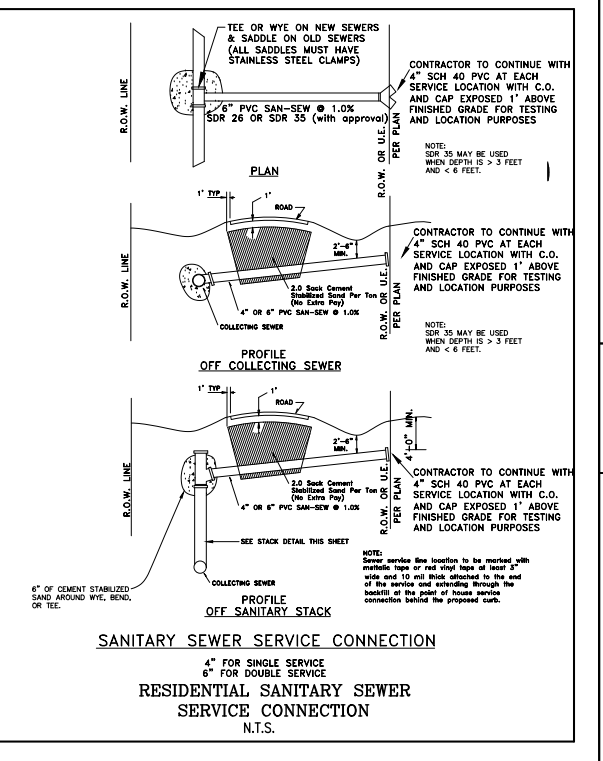 TEE OR WYE ON NEW SEWERS
& SADDLE ON OLD SEWERS
(ALL SADDLES MUST HAVE
STAINLESS STEEL CLAMPS)
R.O.W. LINE
6" PVC SAN-SEW @ 1.0%
SDR 26 OR SDR 35 (with approval)
R.O.W. OR U.E.
PER PLAN
CONTRACTOR TO CONTINUE WITH
4" SCH 40 PVC AT EACH
SERVICE LOCATION WITH C.O.
AND CAP EXPOSED 1' ABOVE
FINISHED GRADE FOR TESTING
AND LOCATION PURPOSES
NOTE:
SDR 35 MAY BE USED
WHEN DEPTH IS > 3 FEET
AND < 6 FEET.
PLAN
1' TYP
1'
ROAD
2'-6"
MIN.
R.O.W. LINE
2.0 Sack Cement
Stabilized Sand Per Ton
(No Extra Pay)
4" OR 6" PVC SAN-SEW @ 1.0%
COLLECTING SEWER
R.O.W. OR U.E.
PER PLAN
CONTRACTOR TO CONTINUE WITH
4" SCH 40 PVC AT EACH
SERVICE LOCATION WITH C.O.
AND CAP EXPOSED 1' ABOVE
FINISHED GRADE FOR TESTING
AND LOCATION PURPOSES
NOTE:
SDR 35 MAY BE USED
WHEN DEPTH IS > 3 FEET
AND < 6 FEET.
PROFILE
OFF COLLECTING SEWER
1' TYP
1'
ROAD
2'-6"
MIN.
4'-0" MIN.
R.O.W. LINE
2.0 Sack Cement
Stabilized Sand Per Ton
(No Extra Pay)
4" OR 6" PVC SAN-SEW @ 1.0%
R.O.W. OR U.E.
PER PLAN
CONTRACTOR TO CONTINUE WITH
4" SCH 40 PVC AT EACH
SERVICE LOCATION WITH C.O.
AND CAP EXPOSED 1' ABOVE
FINISHED GRADE FOR TESTING
AND LOCATION PURPOSES
SEE STACK DETAIL THIS SHEET
COLLECTING SEWER
6" OF CEMENT STABILIZED
SAND AROUND WYE, BEND,
OR TEE.
NOTE:
Sewer service line location to be marked with
metallic tape or red vinyl tape at least 3"
wide and 10 mil thick attached to the end
of the service and extending through the
backfill at the point of house service
connection behind the proposed curb.
PROFILE
OFF SANITARY STACK
SANITARY SEWER SERVICE CONNECTION
4" FOR SINGLE SERVICE
6" FOR DOUBLE SERVICE
RESIDENTIAL SANITARY SEWER
SERVICE CONNECTION
N.T.S.